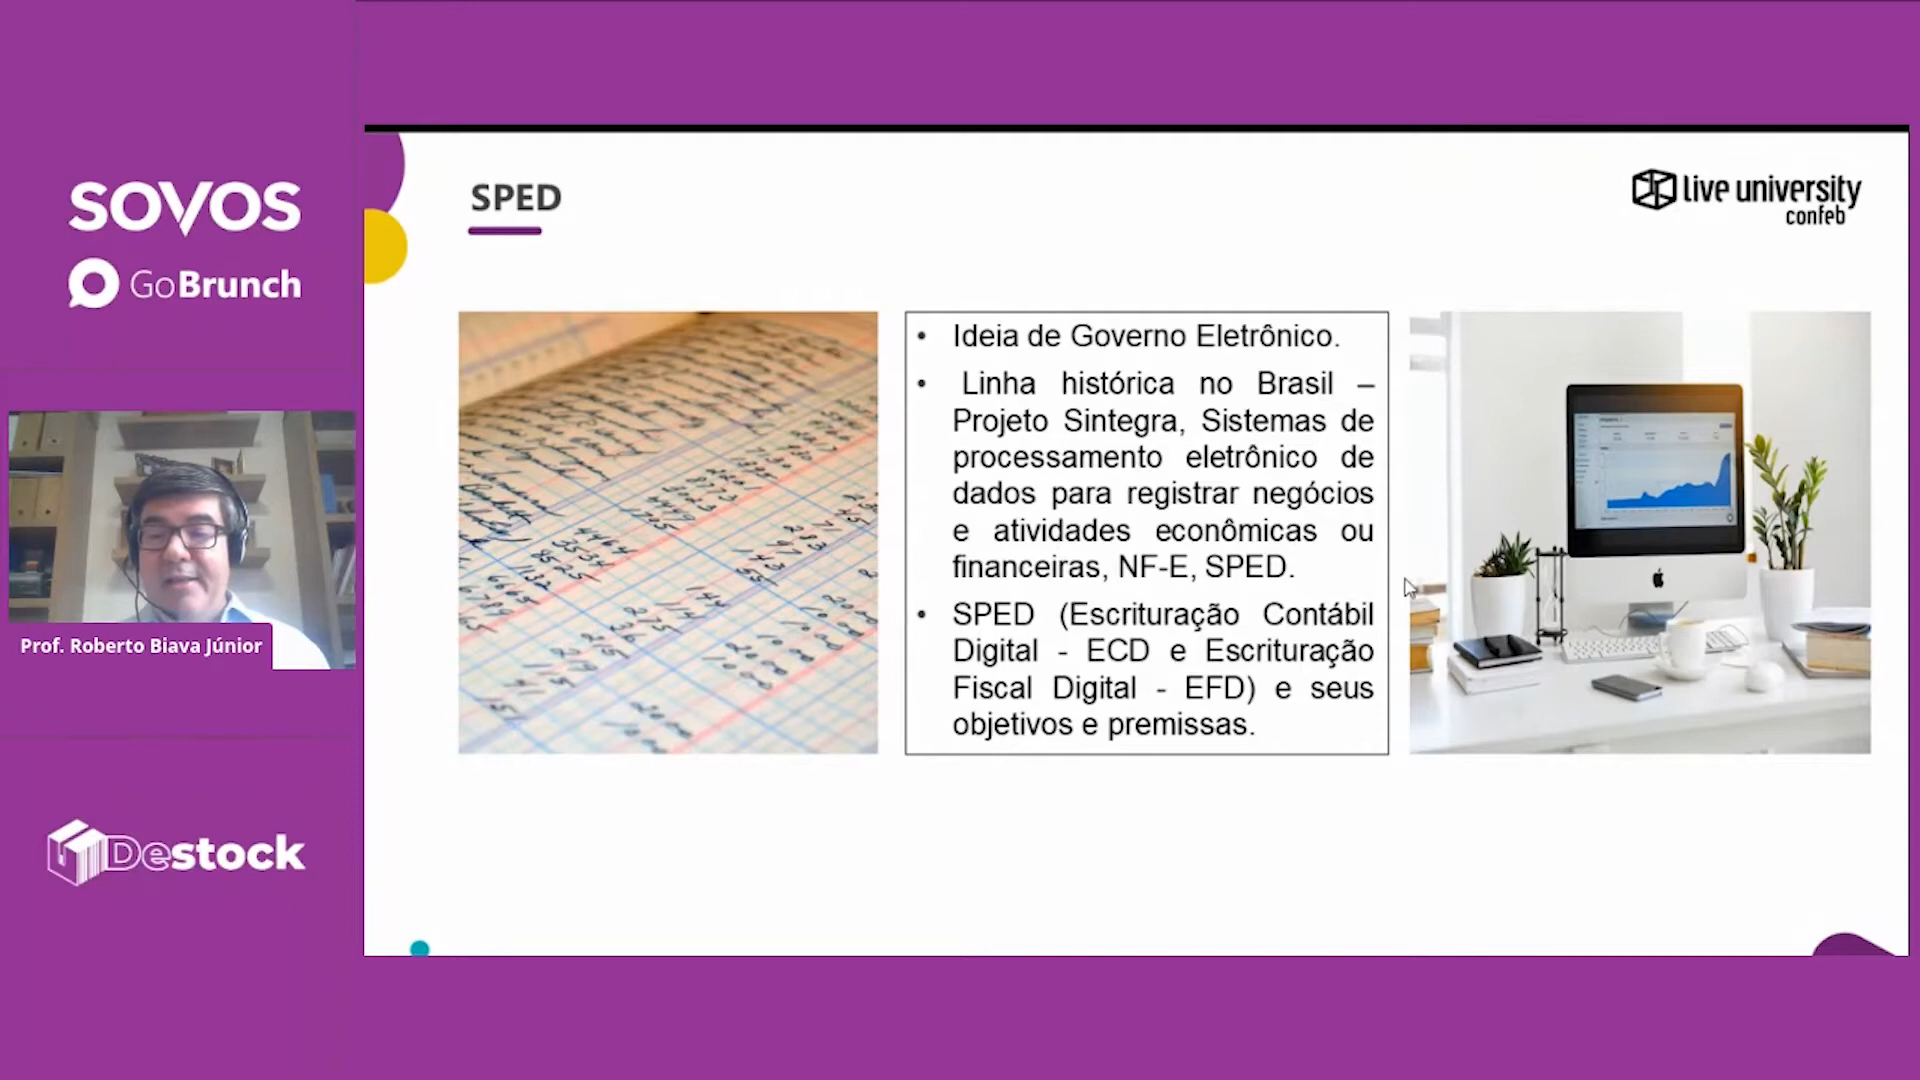 SOVOS
GoBrunch
Prof. Roberto Biava Júnior
Destock
SPED
live university
confeb
• Ideia de Governo Eletrônico.
• Linha histórica no Brasil –
Projeto Sintegra, Sistemas de
processamento eletrônico de
dados para registrar negócios
e atividades econômicas ou
financeiras, NF-E, SPED.
• SPED (Escrituração Contábil
Digital - ECD e Escrituração
Fiscal Digital - EFD) e seus
objetivos e premissas.